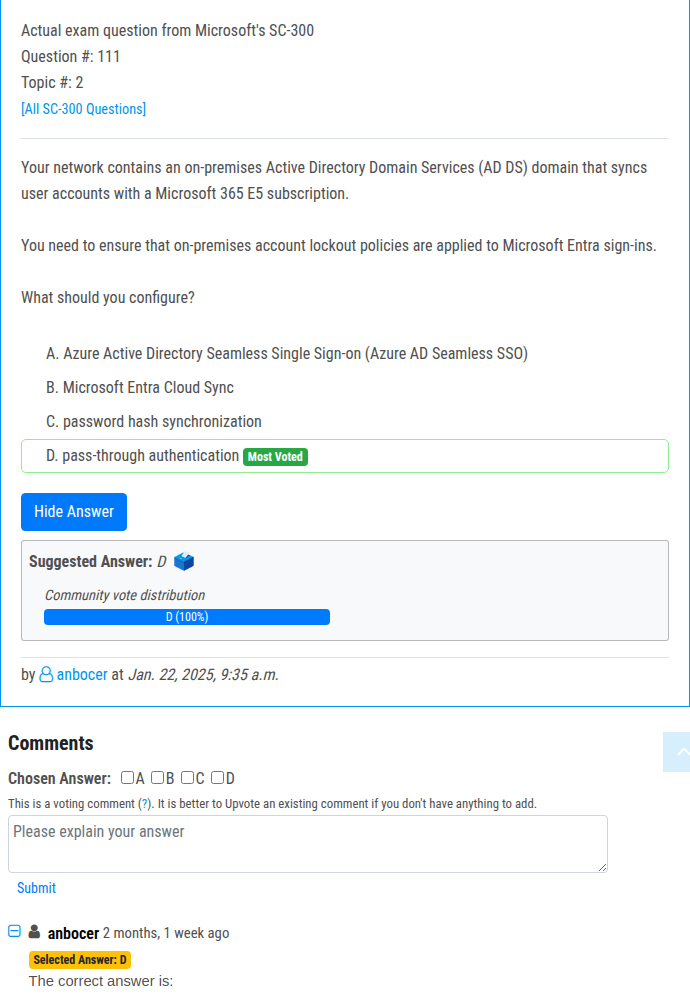 Actual exam question from Microsoft's SC-300
Question #: 111
Topic #: 2
[All SC-300 Questions]
Your network contains an on-premises Active Directory Domain Services (AD DS) domain that syncs
user accounts with a Microsoft 365 E5 subscription.
You need to ensure that on-premises account lockout policies are applied to Microsoft Entra sign-ins.
What should you configure?
A. Azure Active Directory Seamless Single Sign-on (Azure AD Seamless SSO)
B. Microsoft Entra Cloud Sync
C. password hash synchronization
D. pass-through authentication Most Voted
Hide Answer
Suggested Answer: D
Community vote distribution
D (100%)
by anbocer at Jan. 22, 2025, 9:35 a.m.
Comments
Chosen Answer: A B C D
This is a voting comment (?). It is better to Upvote an existing comment if you don't have anything to add.
Please explain your answer
Submit
anbocer 2 months, 1 week ago
Selected Answer: D
The correct answer is: